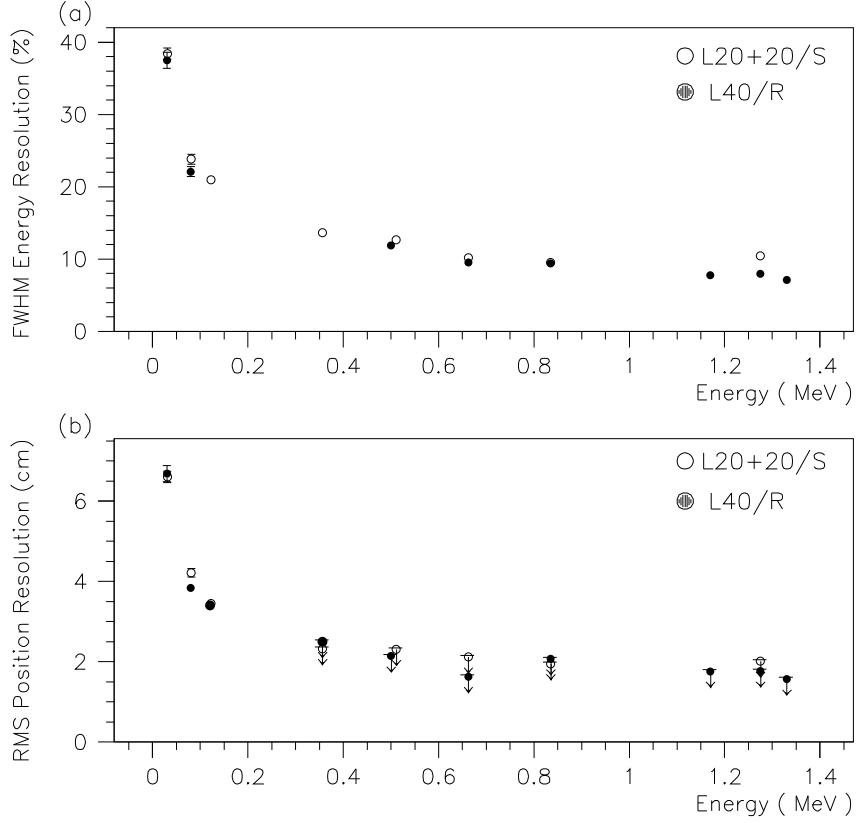 (a)
FWHM Energy Resolution (%)
40
30
20
10
0
L20+20/S
L40/R
0 0.2 0.4 0.6 0.8 1 1.2 1.4
Energy ( MeV )
(b)
RMS Position Resolution (cm)
6
4
2
0
L20+20/S
L40/R
0 0.2 0.4 0.6 0.8 1 1.2 1.4
Energy ( MeV )